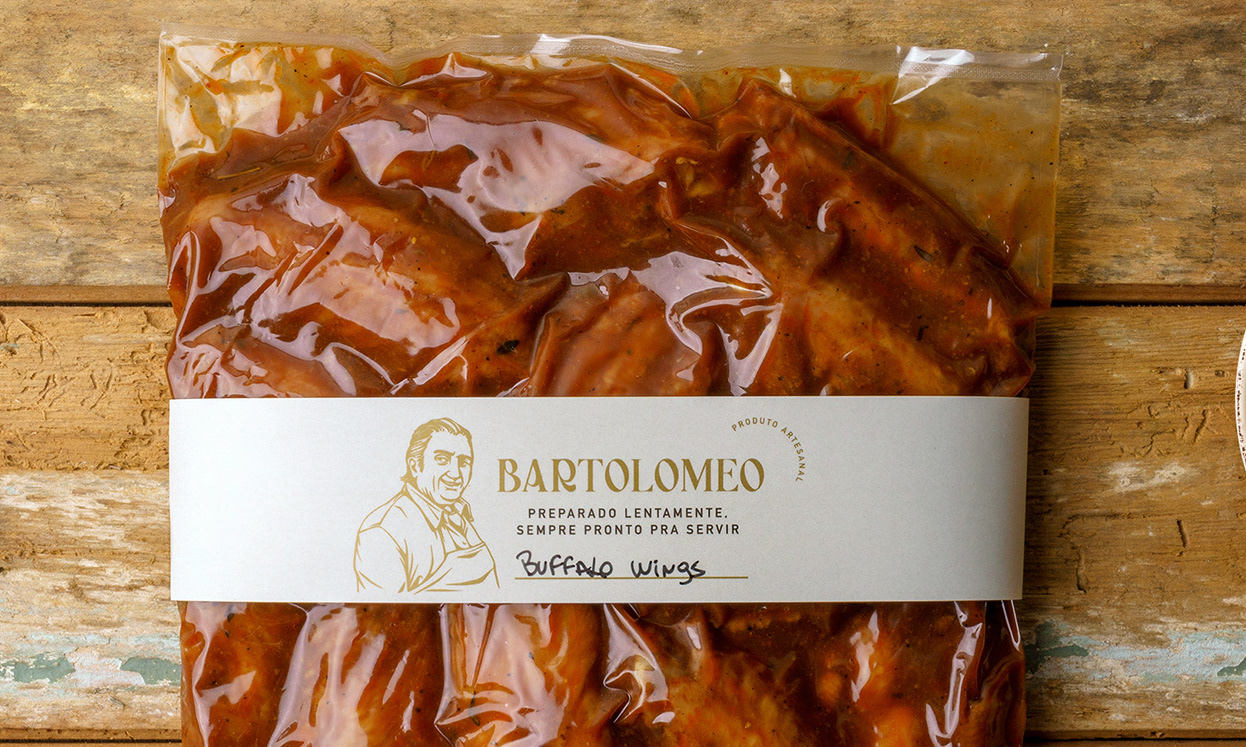 PRODUTO ARTESANAL
BARTOLOMEO
PREPARADO LENTAMENTE,
SEMPRE PRONTO PRA SERVIR
BUFFALO WINGS